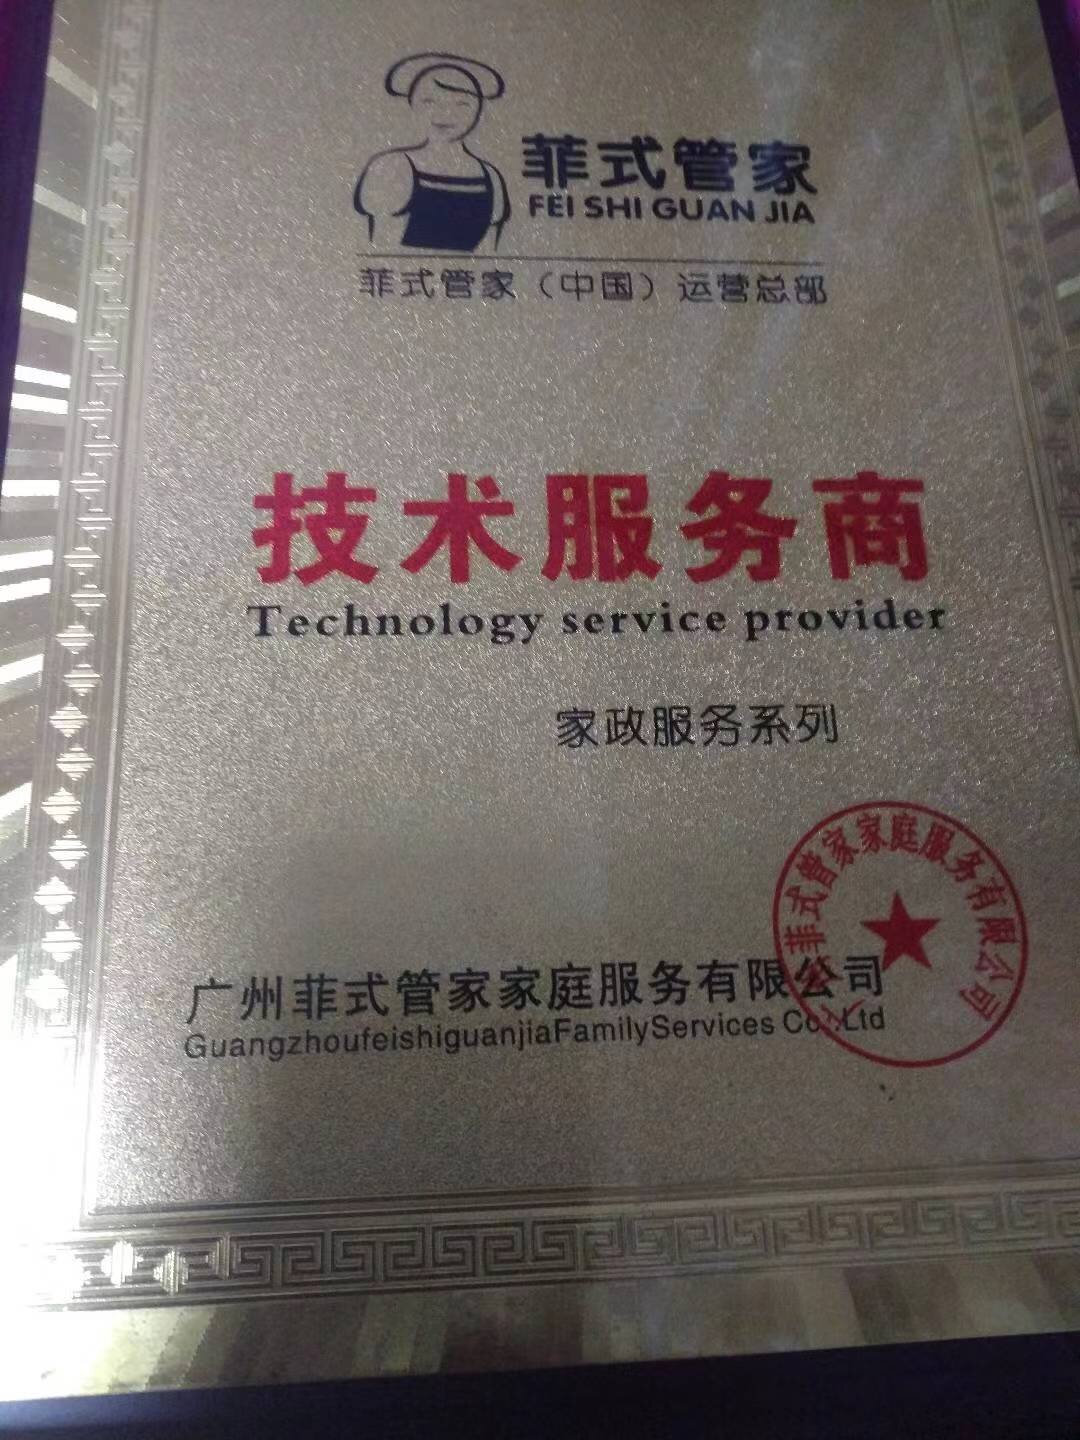 菲式管家
FEI SHI GUAN JIA
菲式管家（中国）运营总部
技术服务商
Technology service provider
家政服务系列
广州菲式管家家庭服务有限公司
GuangzhoufeishiguanjiaFamilyServices Co., Ltd
菲式管家家庭服务有限公司